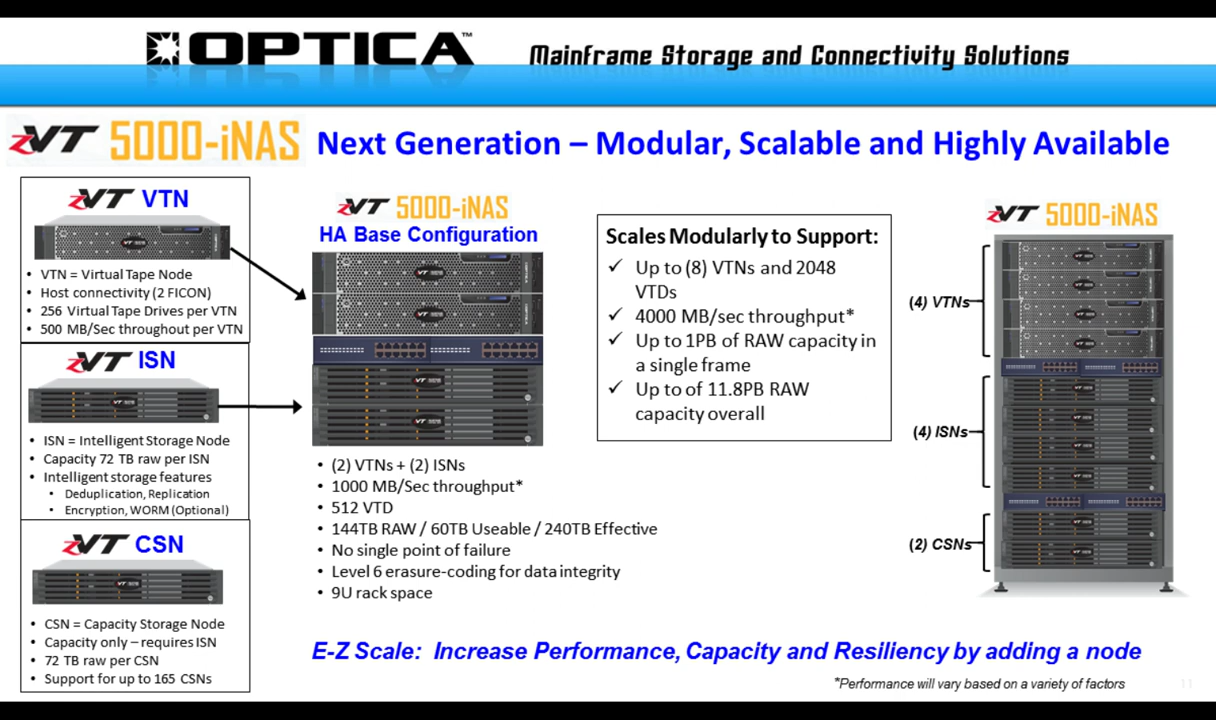 OPTICA™
Mainframe Storage and Connectivity Solutions
zVT 5000-iNAS
Next Generation – Modular, Scalable and Highly Available
zVT VTN
• VTN = Virtual Tape Node
• Host connectivity (2 FICON)
• 256 Virtual Tape Drives per VTN
• 500 MB/Sec throughout per VTN
zVT ISN
• ISN = Intelligent Storage Node
• Capacity 72 TB raw per ISN
• Intelligent storage features
• Deduplication, Replication
• Encryption, WORM (Optional)
zVT CSN
• CSN = Capacity Storage Node
• Capacity only – requires ISN
• 72 TB raw per CSN
• Support for up to 165 CSNs
zVT 5000-iNAS
HA Base Configuration
• (2) VTNs + (2) ISNs
• 1000 MB/Sec throughput*
• 512 VTD
• 144TB RAW / 60TB Useable / 240TB Effective
• No single point of failure
• Level 6 erasure-coding for data integrity
• 9U rack space
Scales Modularly to Support:
✓ Up to (8) VTNs and 2048
VTDs
✓ 4000 MB/sec throughput*
✓ Up to 1PB of RAW capacity in
a single frame
✓ Up to of 11.8PB RAW
capacity overall
zVT 5000-iNAS
(4) VTNs
(4) ISNs
(2) CSNs
E-Z Scale: Increase Performance, Capacity and Resiliency by adding a node
*Performance will vary based on a variety of factors
11